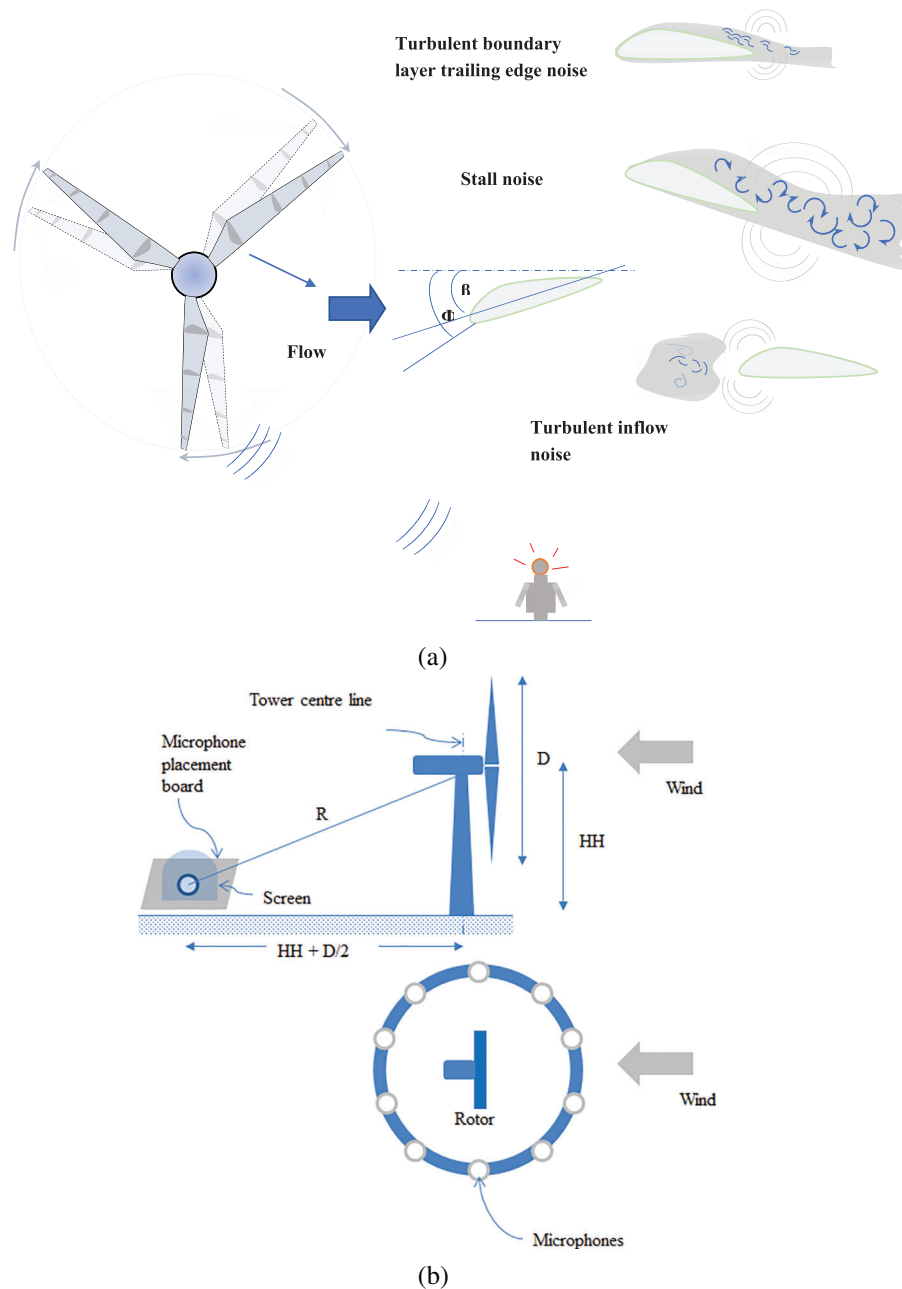 Turbulent boundary
layer trailing edge noise
Stall noise
ß
Φ
Flow
Turbulent inflow
noise
(a)
Tower centre line
Microphone
placement
board
D
Wind
R
HH
Screen
HH + D/2
Rotor
Wind
Microphones
(b)